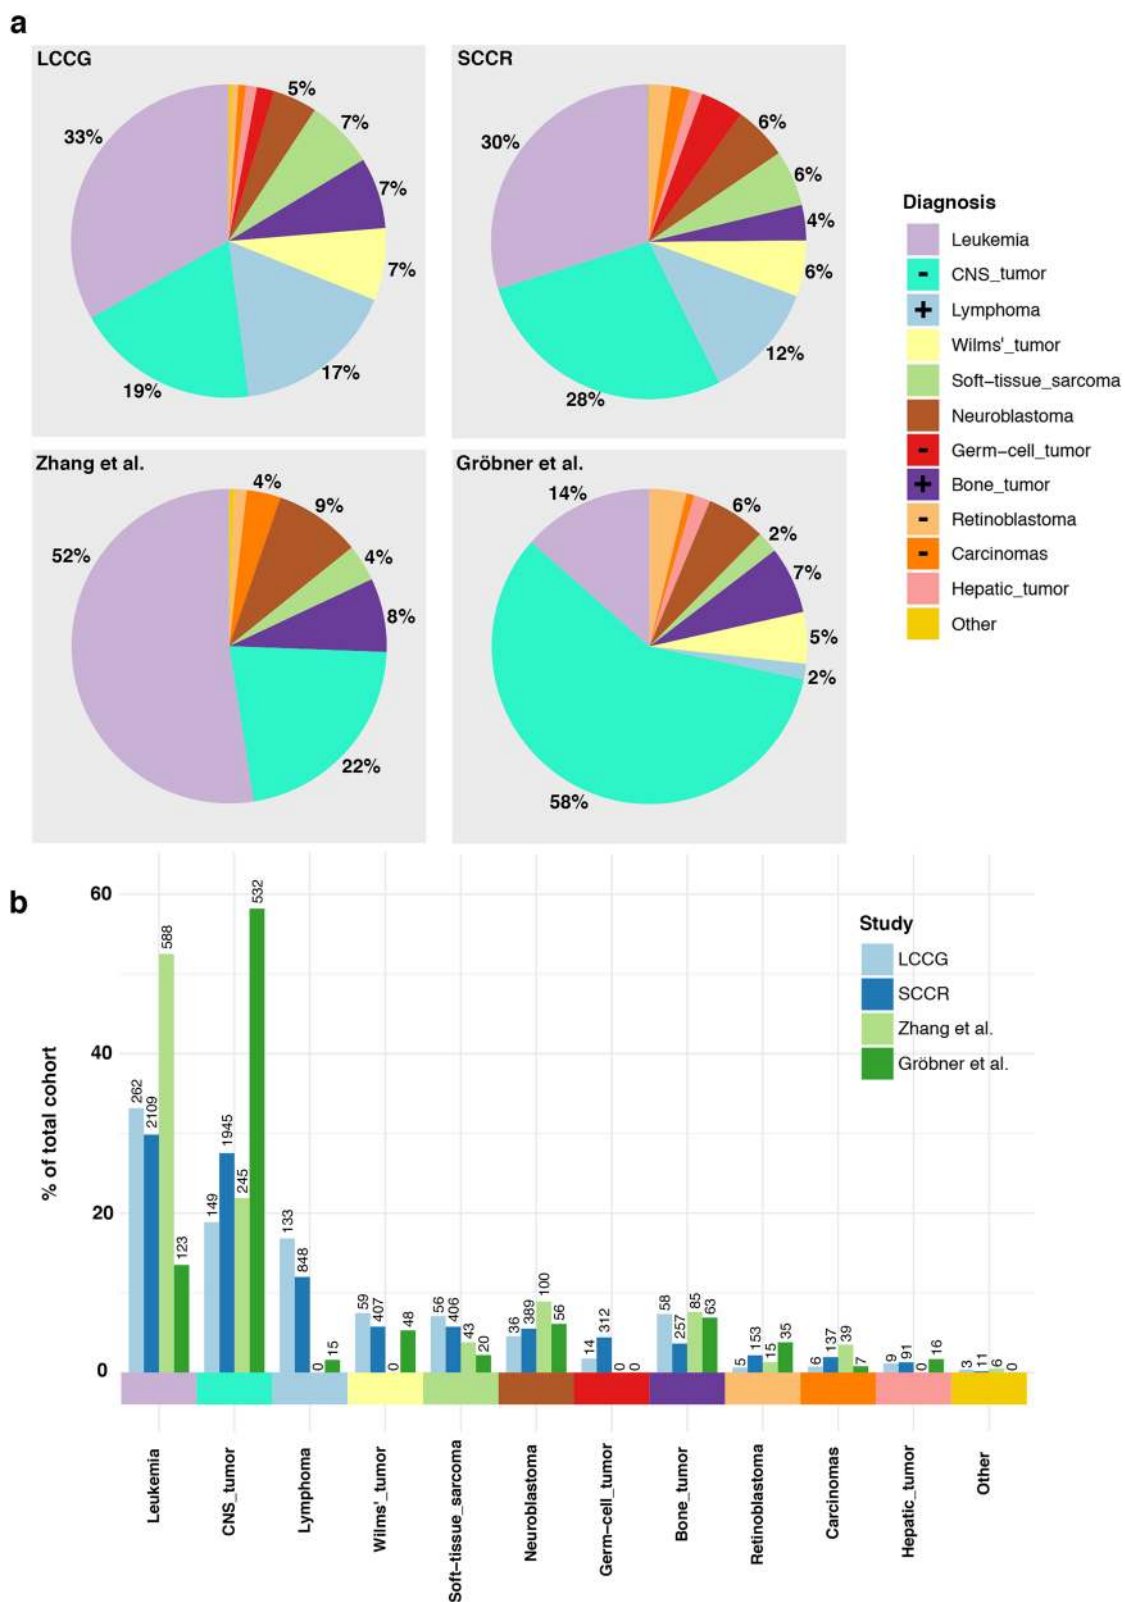 a
LCCG
5%
7%
7%
7%
17%
19%
33%
SCCR
6%
6%
4%
6%
12%
28%
30%
Zhang et al.
4%
9%
4%
8%
22%
52%
Gröbner et al.
6%
2%
7%
5%
2%
58%
14%
Diagnosis
Leukemia
- CNS_tumor
+ Lymphoma
Wilms'_tumor
Soft-tissue_sarcoma
Neuroblastoma
- Germ-cell_tumor
+ Bone_tumor
- Retinoblastoma
- Carcinomas
Hepatic_tumor
Other
b
% of total cohort
60
40
20
0
262 2109 588 123
149 1945 245 532
133 848 0 15
59 407 0 48
56 406 43 20
36 389 100 56
14 312 0 0
58 257 85 63
5 153 15 35
6 137 39 7
9 91 0 16
3 11 6 0
Study
LCCG
SCCR
Zhang et al.
Gröbner et al.
Leukemia
CNS_tumor
Lymphoma
Wilms'_tumor
Soft-tissue_sarcoma
Neuroblastoma
Germ-cell_tumor
Bone_tumor
Retinoblastoma
Carcinomas
Hepatic_tumor
Other